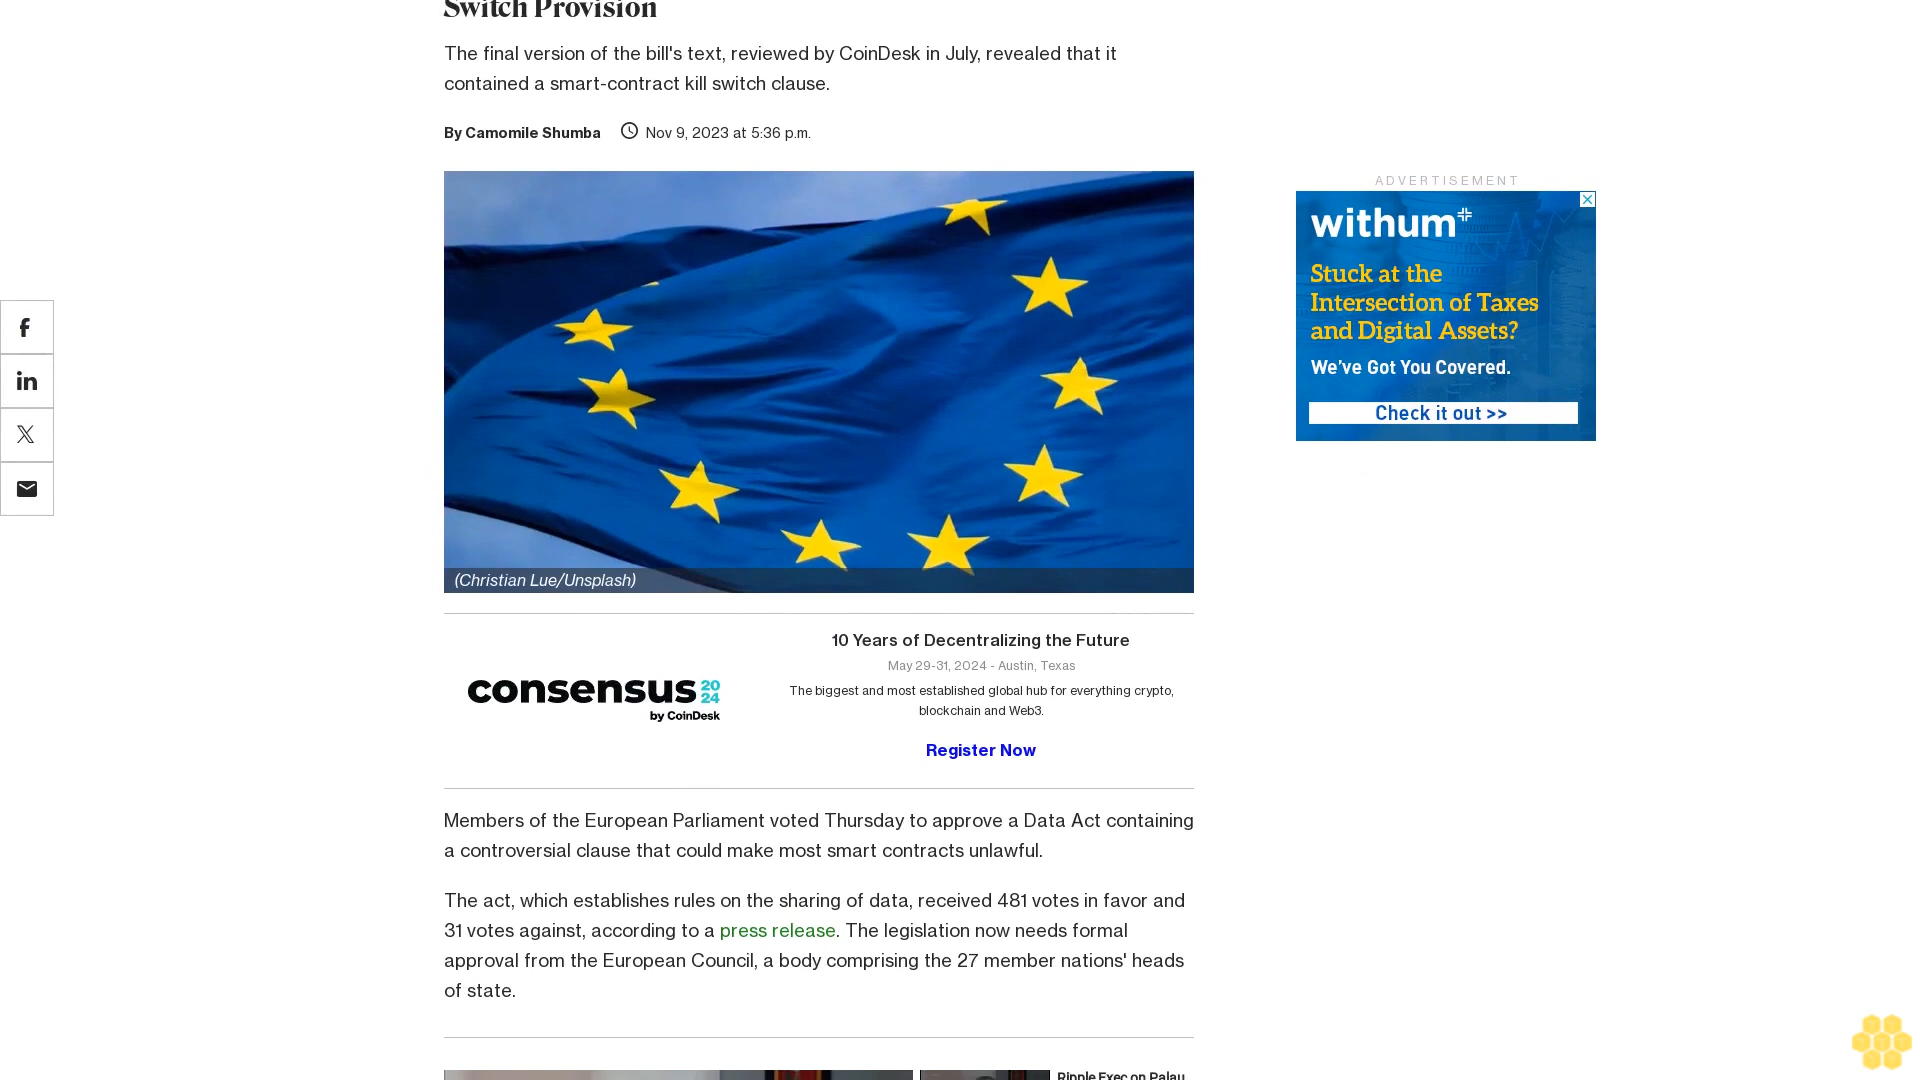 Switch Provision
The final version of the bill's text, reviewed by CoinDesk in July, revealed that it
contained a smart-contract kill switch clause.
By Camomile Shumba Nov 9, 2023 at 5:36 p.m.
ADVERTISEMENT
withum
Stuck at the
Intersection of Taxes
and Digital Assets?
We've Got You Covered.
Check it out >>
(Christian Lue/Unsplash)
consensus 2024
by CoinDesk
10 Years of Decentralizing the Future
May 29-31, 2024 - Austin, Texas
The biggest and most established global hub for everything crypto,
blockchain and Web3.
Register Now
Members of the European Parliament voted Thursday to approve a Data Act containing
a controversial clause that could make most smart contracts unlawful.
The act, which establishes rules on the sharing of data, received 481 votes in favor and
31 votes against, according to a press release. The legislation now needs formal
approval from the European Council, a body comprising the 27 member nations' heads
of state.
Ripple Exec on Palau